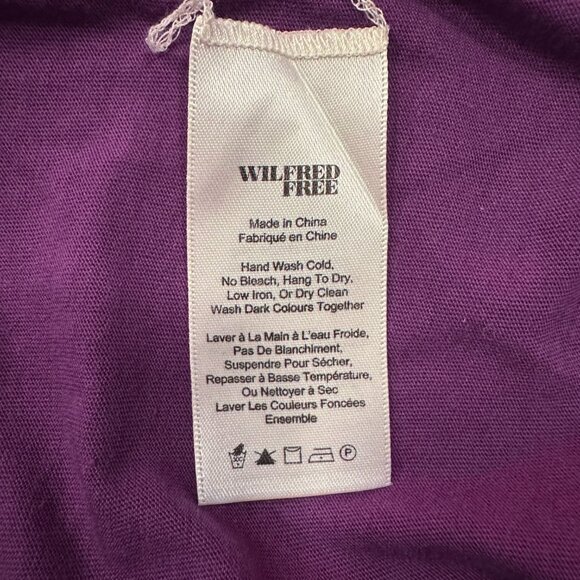 WILFRED
FREE
Made in China
Fabriqué en Chine
Hand Wash Cold,
No Bleach, Hang To Dry,
Low Iron, Or Dry Clean
Wash Dark Colours Together
Laver à La Main à L'eau Froide,
Pas De Blanchiment,
Suspendre Pour Sécher,
Repasser à Basse Température,
Ou Nettoyer à Sec
Laver Les Couleurs Foncées
Ensemble
P